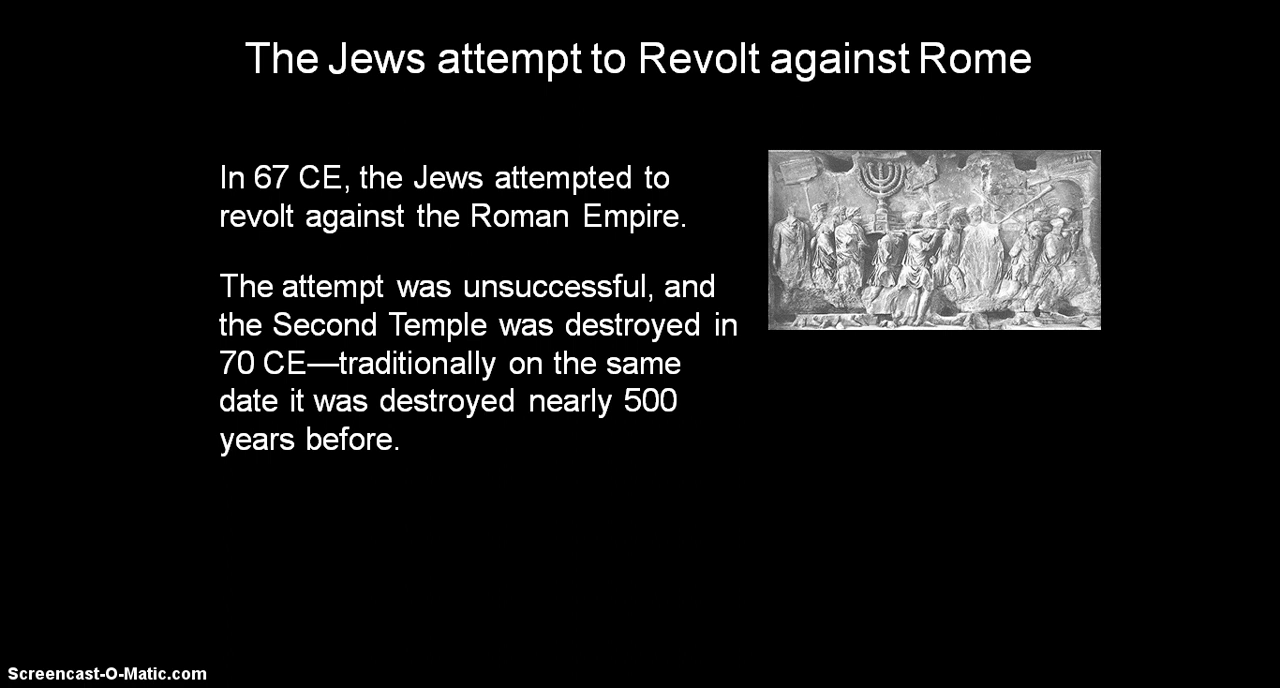 The Jews attempt to Revolt against Rome
In 67 CE, the Jews attempted to
revolt against the Roman Empire.
The attempt was unsuccessful, and
the Second Temple was destroyed in
70 CE—traditionally on the same
date it was destroyed nearly 500
years before.
Screencast-O-Matic.com